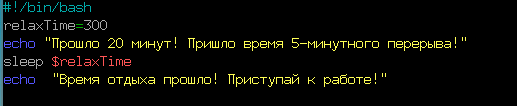 #!/bin/bash
relaxTime=300
echo "Прошло 20 минут! Пришло время 5-минутного перерыва!"
sleep $relaxTime
echo  "Время отдыха прошло! Приступай к работе!"